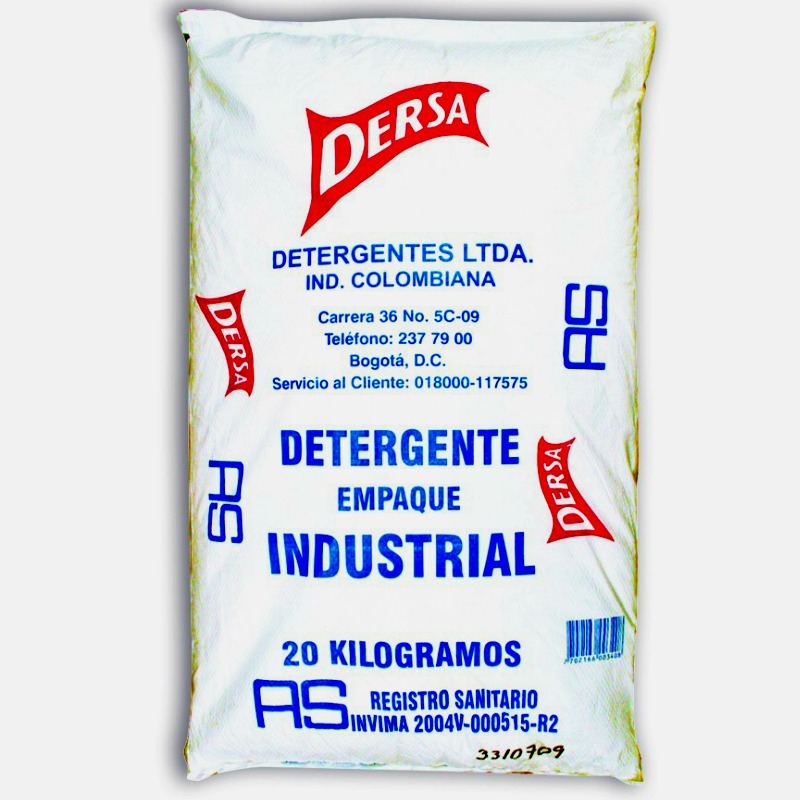 DERSA
DETERGENTES LTDA.
IND. COLOMBIANA
Carrera 36 No. 5C-09
Teléfono: 237 79 00
Bogotá, D.C.
Servicio al Cliente: 018000-117575
DERSA
AS
DETERGENTE
EMPAQUE
INDUSTRIAL
AS
DERSA
20 KILOGRAMOS
AS REGISTRO SANITARIO
INVIMA 2004V-000515-R2
3310709